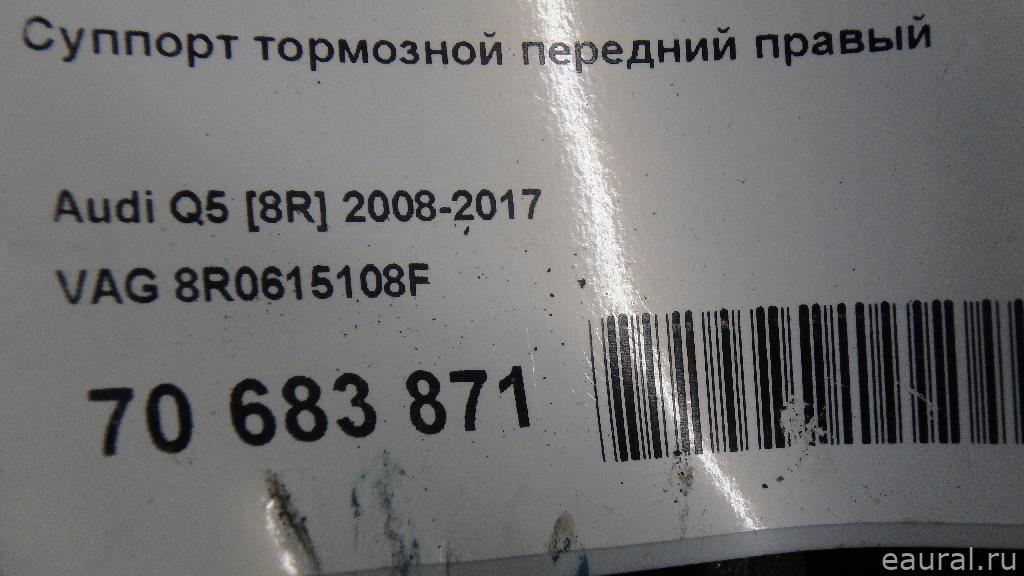 Суппорт тормозной передний правый
Audi Q5 [8R] 2008-2017
VAG 8R0615108F
70 683 871
eaural.ru